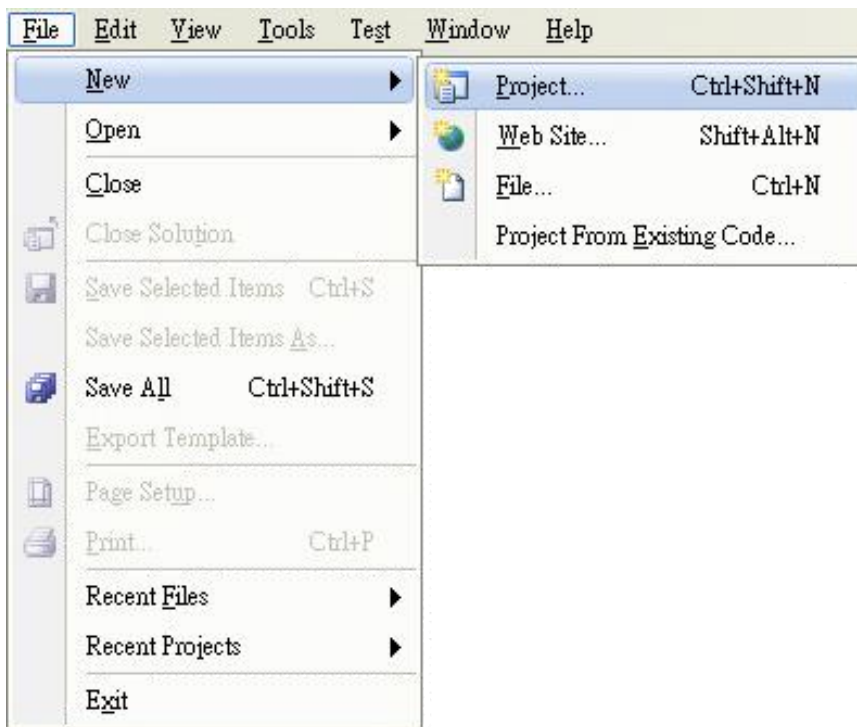 File Edit View Tools Test Window Help
New
Open
Close
Close Solution
Save Selected Items Ctrl+S
Save Selected Items As...
Save All Ctrl+Shift+S
Export Template...
Page Setup...
Print... Ctrl+P
Recent Files
Recent Projects
Exit
Project... Ctrl+Shift+N
Web Site... Shift+Alt+N
File... Ctrl+N
Project From Existing Code...